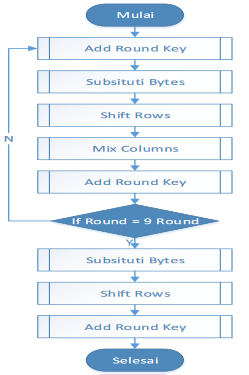 Mulai
Add Round Key
Subsituti Bytes
Shift Rows
Mix Columns
Add Round Key
N
If Round = 9 Round
Y
Subsituti Bytes
Shift Rows
Add Round Key
Selesai